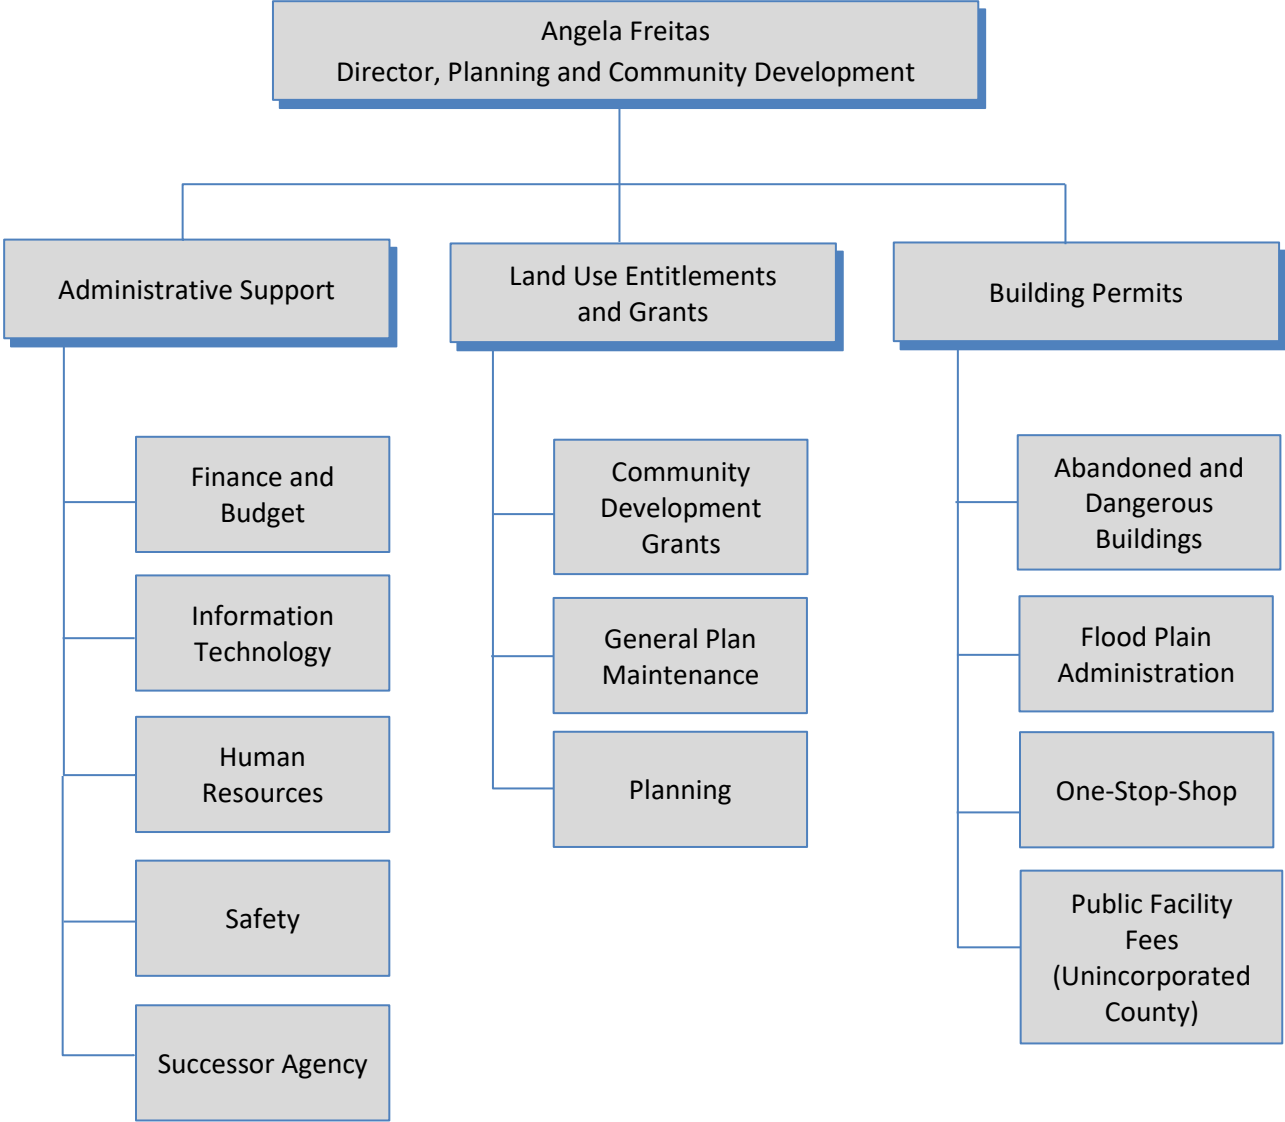 Angela Freitas
Director, Planning and Community Development
Administrative Support
Land Use Entitlements
and Grants
Building Permits
Finance and
Budget
Information
Technology
Human
Resources
Safety
Successor Agency
Community
Development
Grants
General Plan
Maintenance
Planning
Abandoned and
Dangerous
Buildings
Flood Plain
Administration
One-Stop-Shop
Public Facility
Fees
(Unincorporated
County)